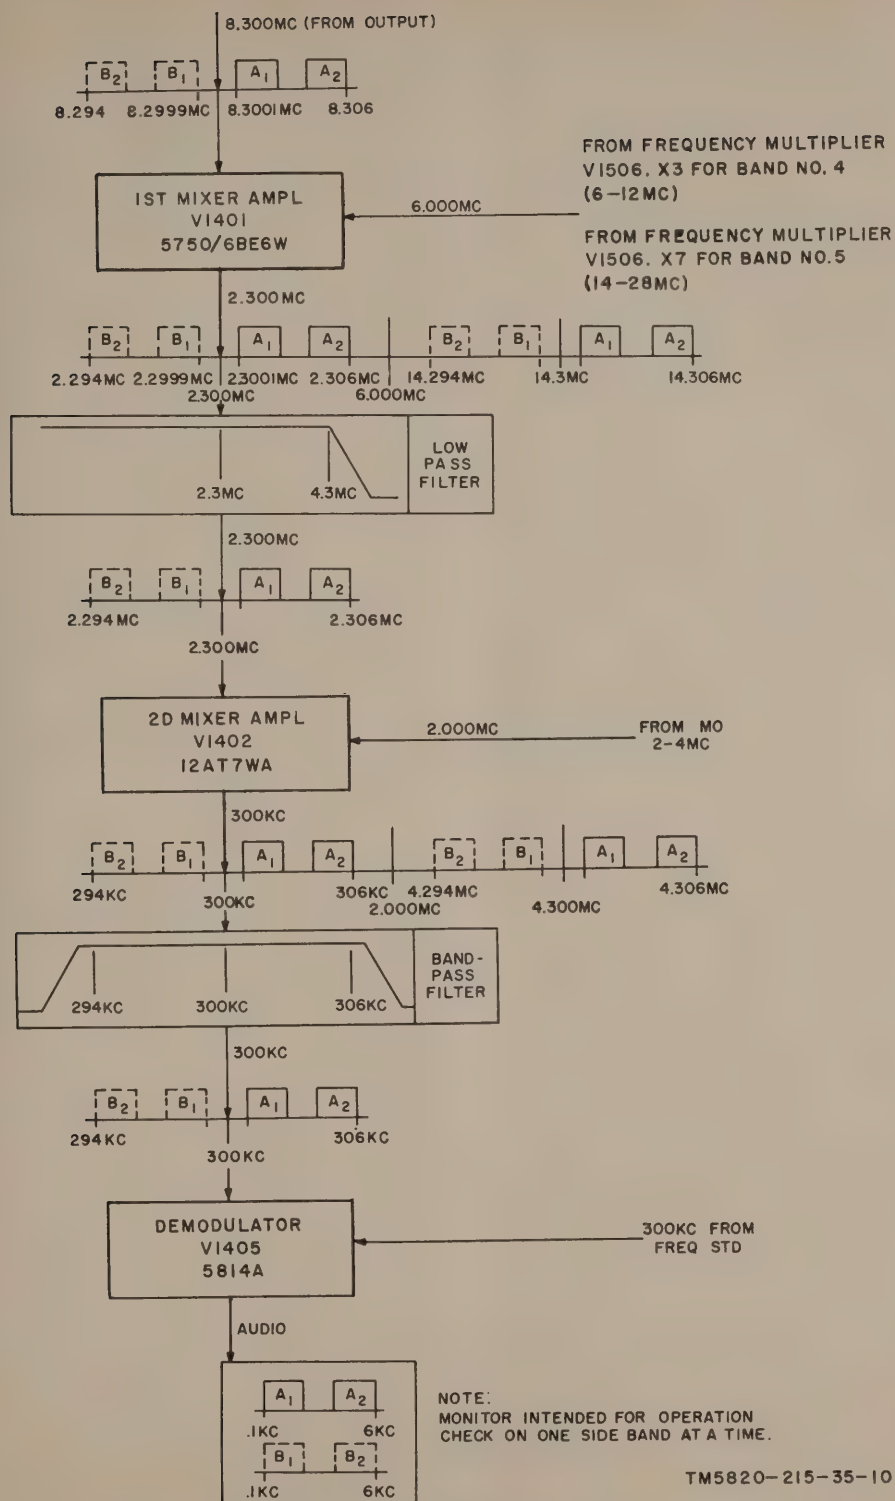 8.300MC (FROM OUTPUT)
B2 B1 A1 A2
8.294 8.2999MC 8.3001MC 8.306
1ST MIXER AMPL
V1401
5750/6BE6W
6.000MC
FROM FREQUENCY MULTIPLIER
V1506. X3 FOR BAND NO. 4
(6-12MC)
FROM FREQUENCY MULTIPLIER
V1506. X7 FOR BAND NO.5
(14-28MC)
2.300MC
B2 B1 A1 A2 B2 B1 A1 A2
2.294MC 2.2999MC 2.3001MC 2.306MC 14.294MC 14.3MC 14.306MC
2.300MC 6.000MC
2.3MC 4.3MC
LOW
PASS
FILTER
2.300MC
B2 B1 A1 A2
2.294MC 2.306MC
2.300MC
2D MIXER AMPL
V1402
12AT7WA
2.000MC
FROM MO
2-4MC
300KC
B2 B1 A1 A2 B2 B1 A1 A2
294KC 300KC 306KC 4.294MC 4.306MC
2.000MC 4.300MC
294KC 300KC 306KC
BAND-
PASS
FILTER
300KC
B2 B1 A1 A2
294KC 306KC
300KC
DEMODULATOR
V1405
5814A
300KC FROM
FREQ STD
AUDIO
A1 A2
.1KC 6KC
B1 B2
.1KC 6KC
NOTE:
MONITOR INTENDED FOR OPERATION
CHECK ON ONE SIDE BAND AT A TIME.
TM5820-215-35-10